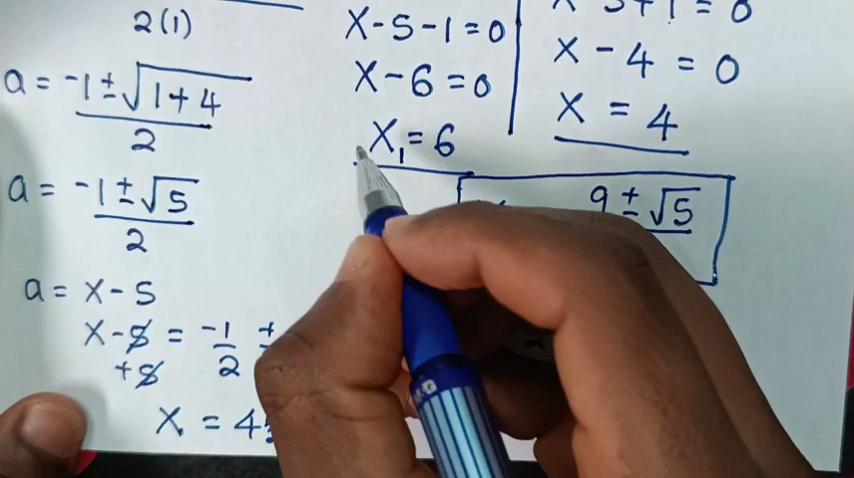 2(1)
a = -1 ± √1+4
2
a = -1 ± √5
2
a = x - 5
x - 5 = -1 ±
2
+5
x = 4
x - 5 - 1 = 0
x - 6 = 0
x₁ = 6
x - 4 = 0
x = 4
9 ± √5